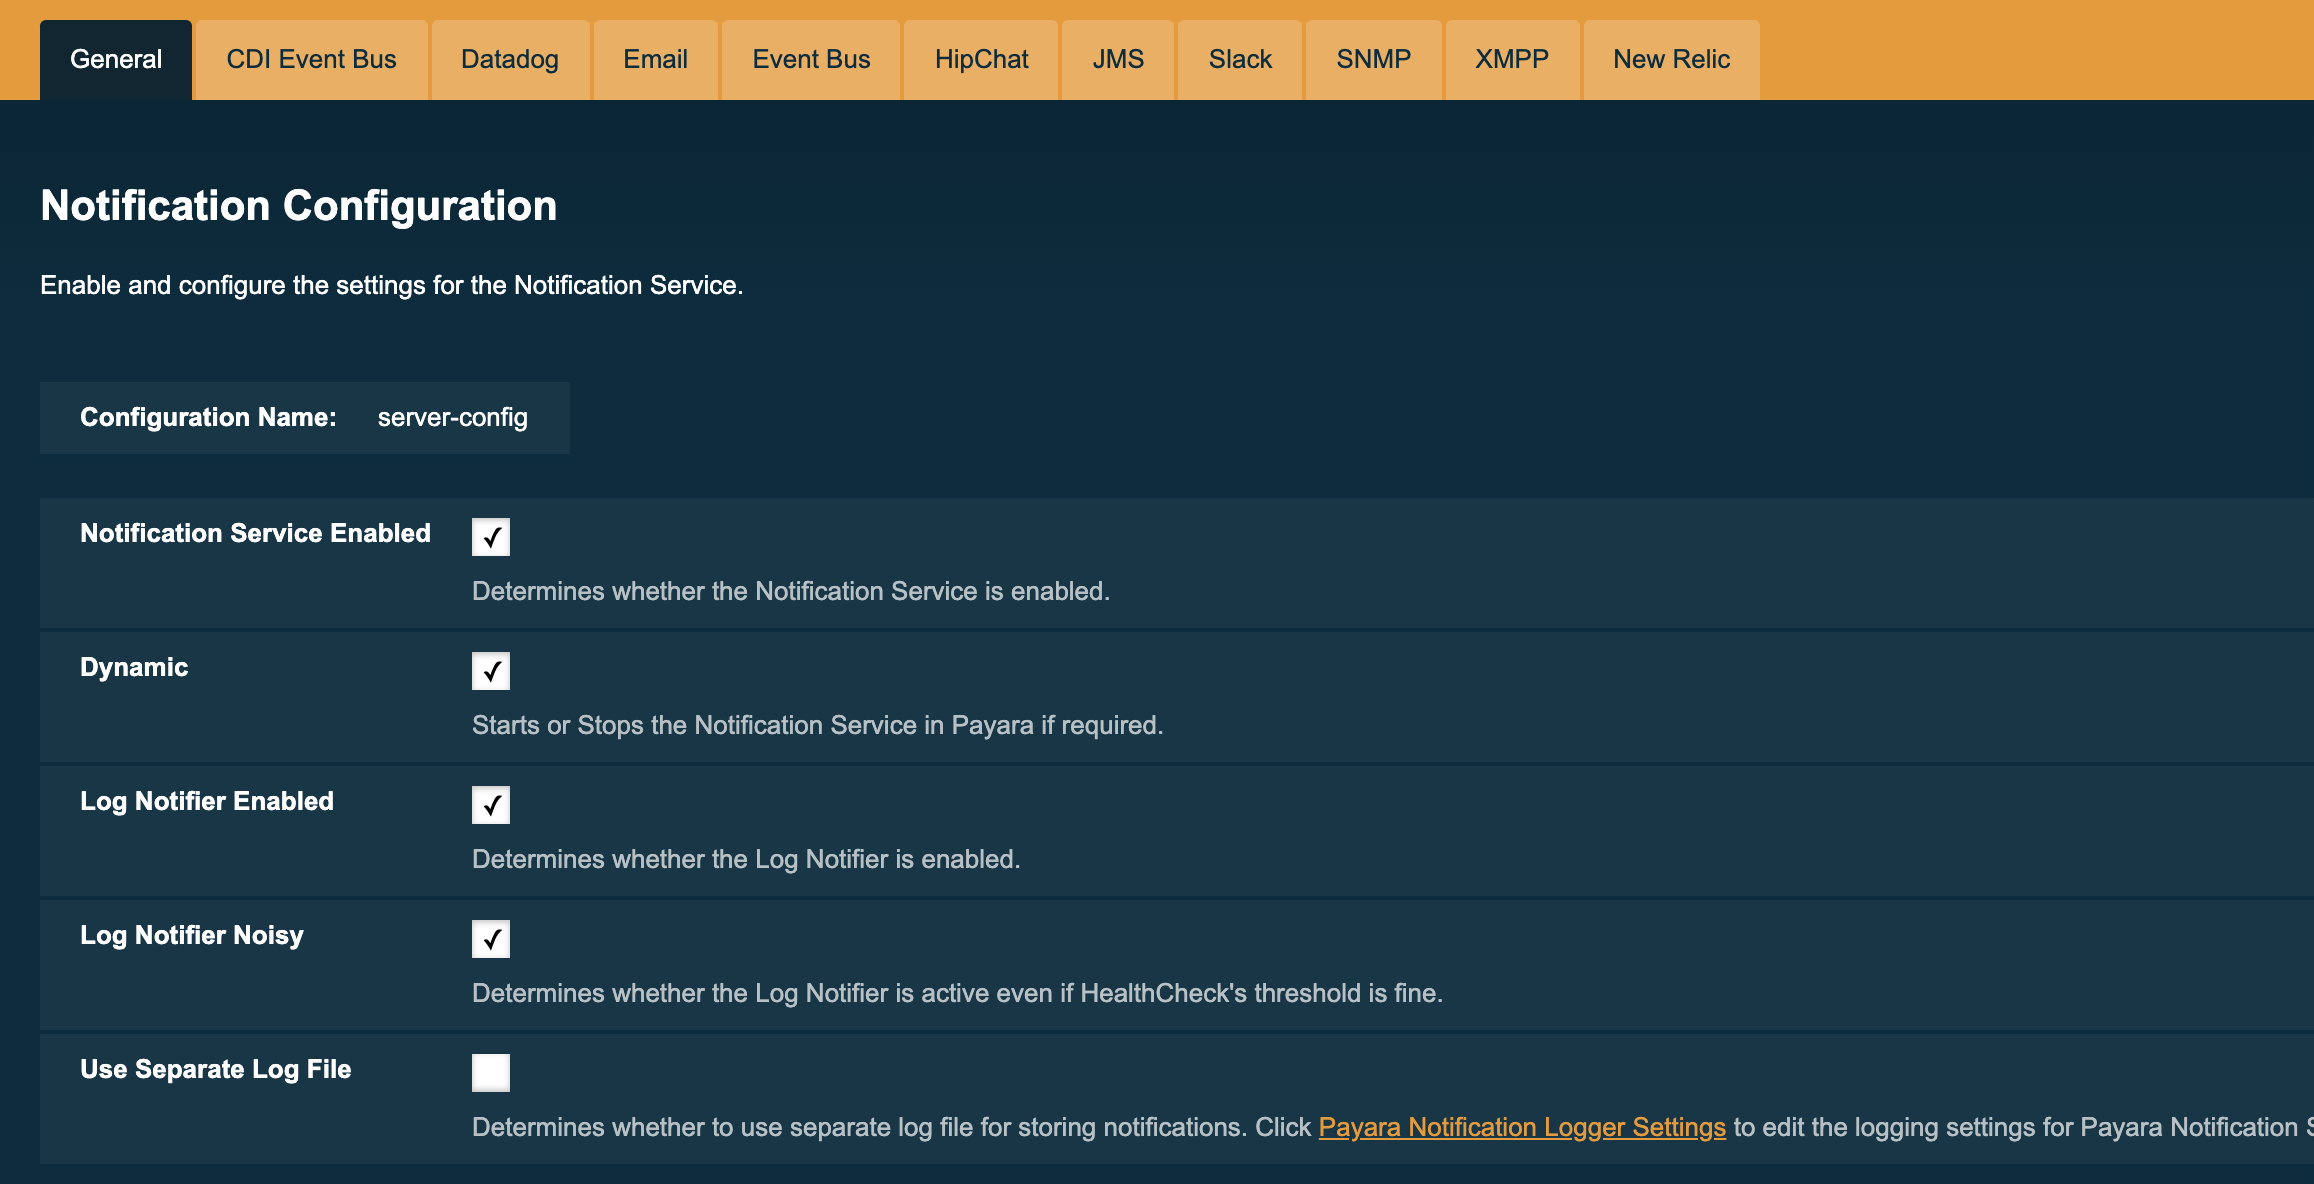 General CDI Event Bus Datadog Email Event Bus HipChat JMS Slack SNMP XMPP New Relic
Notification Configuration
Enable and configure the settings for the Notification Service.
Configuration Name: server-config
Notification Service Enabled
Determines whether the Notification Service is enabled.
Dynamic
Starts or Stops the Notification Service in Payara if required.
Log Notifier Enabled
Determines whether the Log Notifier is enabled.
Log Notifier Noisy
Determines whether the Log Notifier is active even if HealthCheck's threshold is fine.
Use Separate Log File
Determines whether to use separate log file for storing notifications. Click Payara Notification Logger Settings to edit the logging settings for Payara Notification